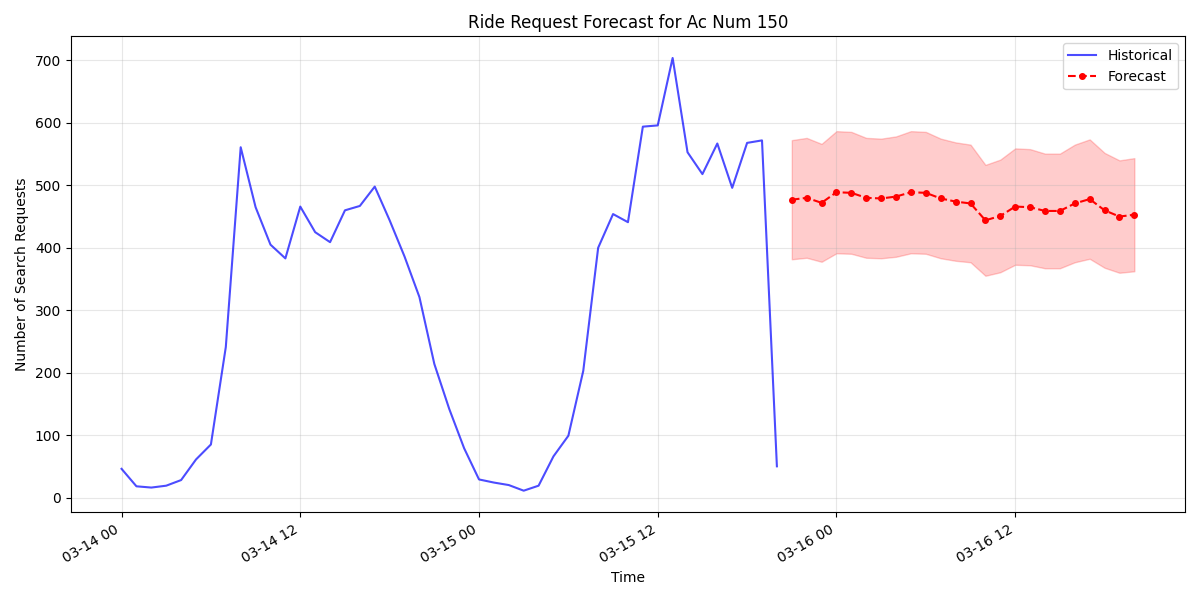 Ride Request Forecast for Ac Num 150
Number of Search Requests
700
600
500
400
300
200
100
0
Historical
Forecast
03-14 00
03-14 12
03-15 00
03-15 12
03-16 00
03-16 12
Time